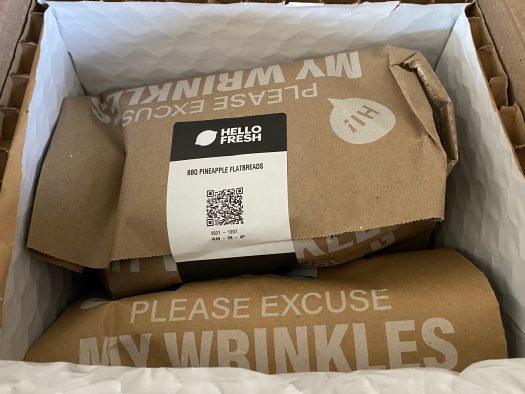 PLEASE EXCUSE
MY WRINKLES
HI!
HELLO
FRESH
BBQ PINEAPPLE FLATBREADS
PLEASE EXCUSE
MY WRINKLES